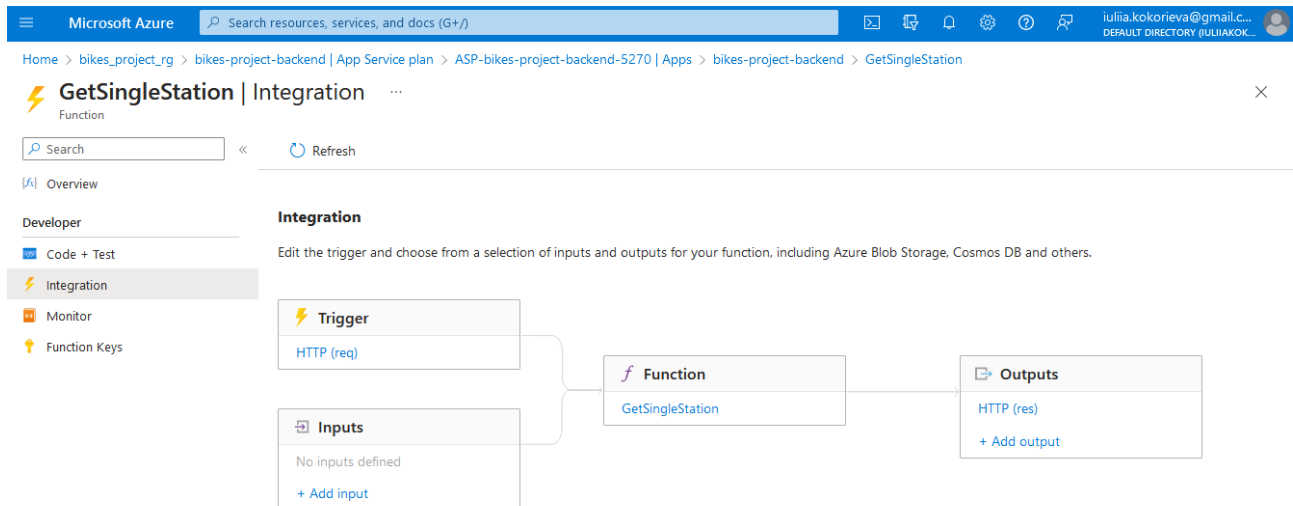 Microsoft Azure
Search resources, services, and docs (G+/)
iuliia.kokorieva@gmail.c...
DEFAULT DIRECTORY (IULIIAKOK...
Home > bikes_project_rg > bikes-project-backend | App Service plan > ASP-bikes-project-backend-5270 | Apps > bikes-project-backend > GetSingleStation
GetSingleStation | Integration ...
Function
Search
«
Refresh
{fx} Overview
Developer
Code + Test
Integration
Monitor
Function Keys
Integration
Edit the trigger and choose from a selection of inputs and outputs for your function, including Azure Blob Storage, Cosmos DB and others.
Trigger
HTTP (req)
Inputs
No inputs defined
+ Add input
Function
GetSingleStation
Outputs
HTTP (res)
+ Add output